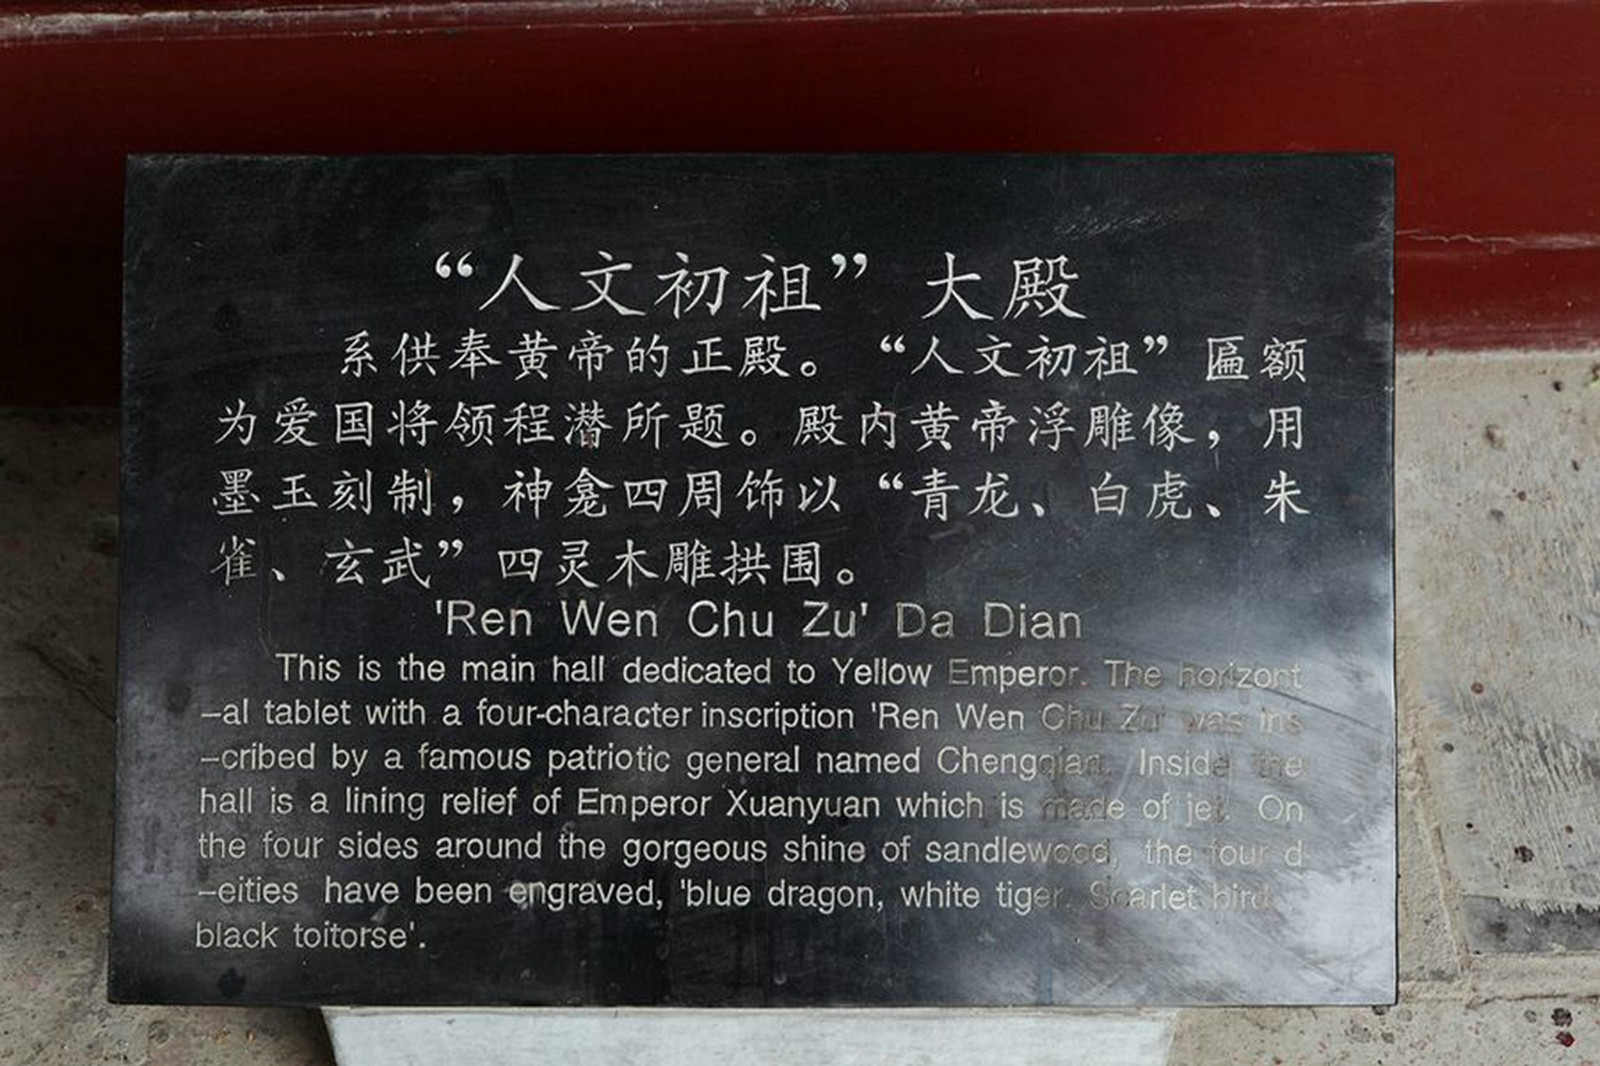 “人文初祖”大殿
系供奉黄帝的正殿。“人文初祖”匾额
为爱国将领程潜所题。殿内黄帝浮雕像，用
墨玉刻制，神龛四周饰以“青龙、白虎、朱
雀、玄武”四灵木雕拱围。
'Ren Wen Chu Zu' Da Dian
This is the main hall dedicated to Yellow Emperor. The horizont
-al tablet with a four-character inscription 'Ren Wen Chu Zu' was ins
-cribed by a famous patriotic general named Chengqian. Inside the
hall is a lining relief of Emperor Xuanyuan which is made of jet. On
the four sides around the gorgeous shine of sandlewood, the four d
-eities have been engraved, 'blue dragon, white tiger. Scarlet bird
black toitorse'.